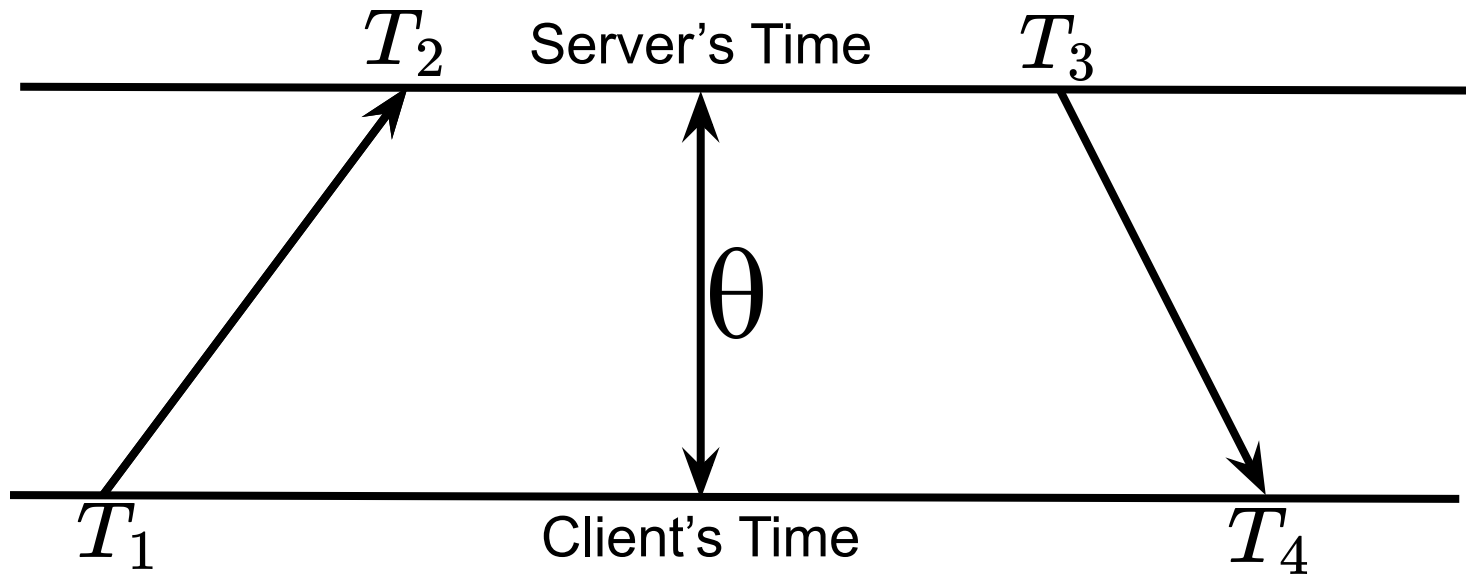 T₂ Server’s Time T₃
θ
T₁ Client’s Time T₄